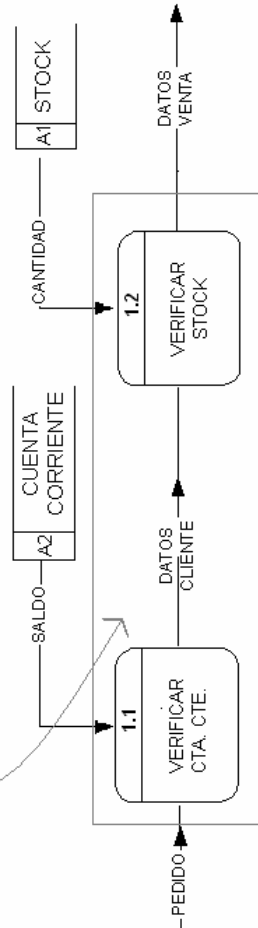 PEDIDO
1.1
VERIFICAR
CTA. CTE.
SALDO
A2
CUENTA
CORRIENTE
DATOS
CLIENTE
1.2
VERIFICAR
STOCK
CANTIDAD
A1
STOCK
DATOS
VENTA